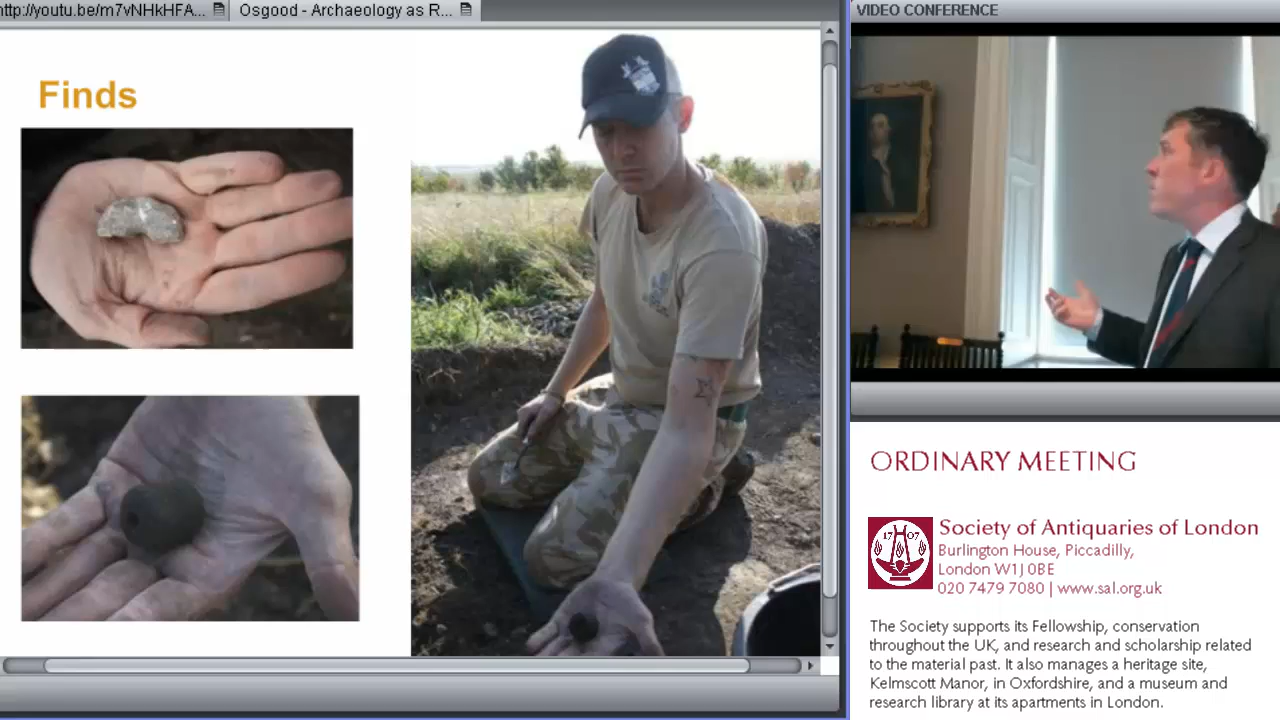 http://youtu.be/m7vNHkHFA...
Osgood - Archaeology as R...
Finds
VIDEO CONFERENCE
ORDINARY MEETING
17 07
Society of Antiquaries of London
Burlington House, Piccadilly,
London W1J 0BE
020 7479 7080 | www.sal.org.uk
The Society supports its Fellowship, conservation
throughout the UK, and research and scholarship related
to the material past. It also manages a heritage site,
Kelmscott Manor, in Oxfordshire, and a museum and
research library at its apartments in London.